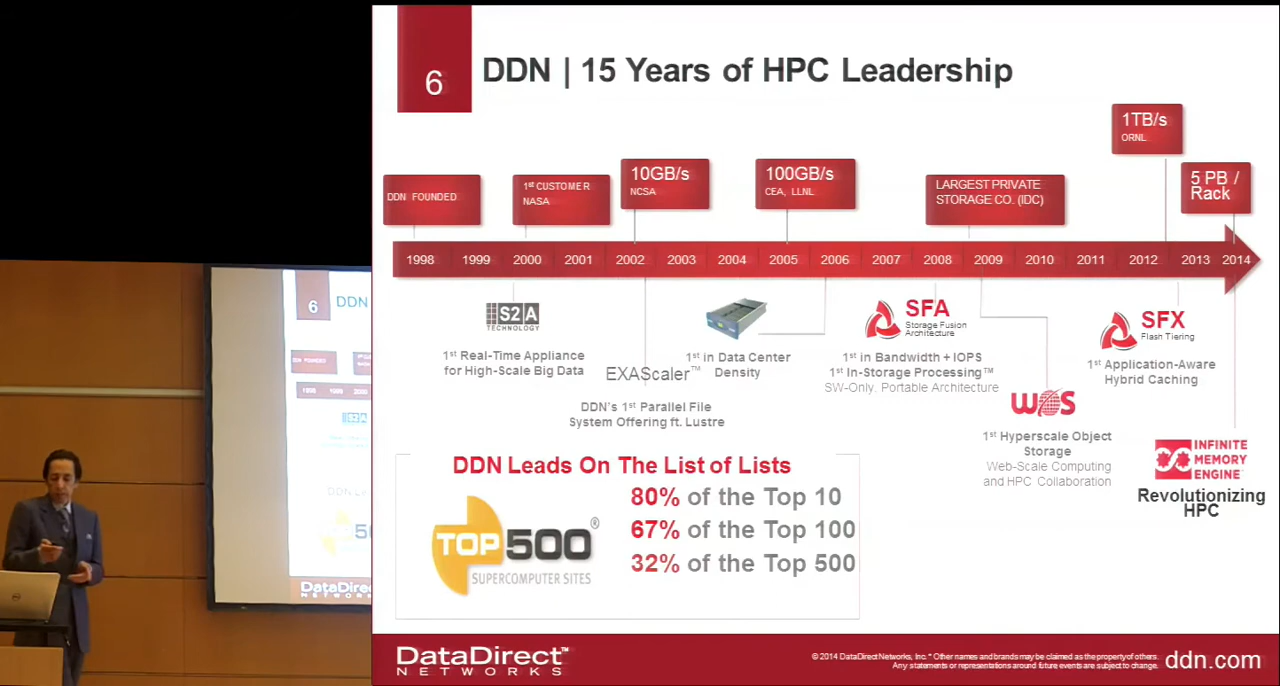 6
DDN | 15 Years of HPC Leadership
1TB/s
ORNL
DDN FOUNDED
1st CUSTOMER
NASA
10GB/s
NCSA
100GB/s
CEA, LLNL
LARGEST PRIVATE
STORAGE CO. (IDC)
5 PB /
Rack
1998 1999 2000 2001 2002 2003 2004 2005 2006 2007 2008 2009 2010 2011 2012 2013 2014
S2A
TECHNOLOGY
1st Real-Time Appliance
for High-Scale Big Data
EXAScaler™
DDN's 1st Parallel File
System Offering ft. Lustre
1st in Data Center
Density
SFA
Storage Fusion
Architecture
1st in Bandwidth + IOPS
1st In-Storage Processing™
SW-Only. Portable Architecture
WOS
1st Hyperscale Object
Storage
Web-Scale Computing
and HPC Collaboration
SFX
Flash Tiering
1st Application-Aware
Hybrid Caching
INFINITE
MEMORY
ENGINE
Revolutionizing
HPC
DDN Leads On The List of Lists
TOP500®
SUPERCOMPUTER SITES
80% of the Top 10
67% of the Top 100
32% of the Top 500
DataDirect™
NETWORKS
© 2014 DataDirect Networks, Inc. * Other names and brands may be claimed as the property of others.
Any statements or representations around future events are subject to change.
ddn.com
6
DDN
DataDire
NETWORKS